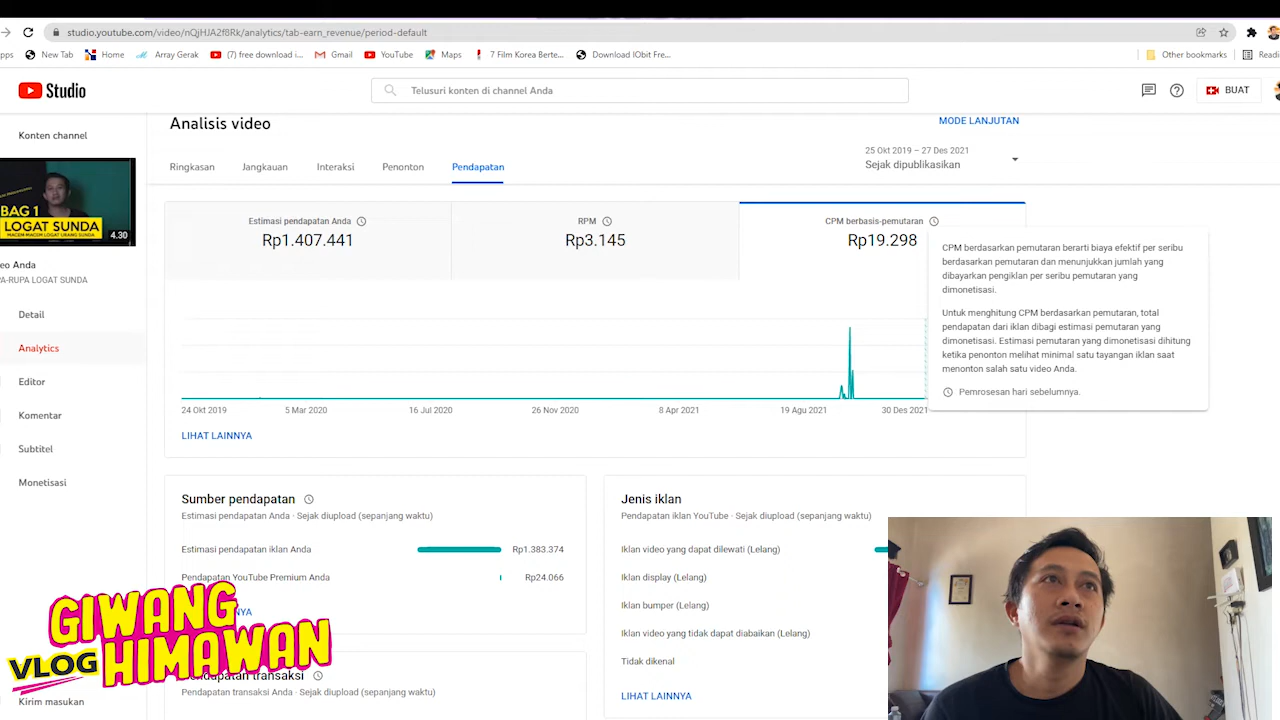 studio.youtube.com/video/nQjHJA2f8Rk/analytics/tab-earn_revenue/period-default
New Tab
Home
Array Gerak
(7) free download i...
Gmail
YouTube
Maps
7 Film Korea Berte...
Download IObit Fre...
Other bookmarks
Studio
Telusuri konten di channel Anda
BUAT
Konten channel
BAG 1
LOGAT SUNDA
MACEM-MACEM LOGAT URANG SUNDA
4.30
eo Anda
PA-RUPA LOGAT SUNDA
Detail
Analytics
Editor
Komentar
Subtitel
Monetisasi
Kirim masukan
Analisis video
MODE LANJUTAN
Ringkasan
Jangkauan
Interaksi
Penonton
Pendapatan
25 Okt 2019 – 27 Des 2021
Sejak dipublikasikan
Estimasi pendapatan Anda
Rp1.407.441
RPM
Rp3.145
CPM berbasis-pemutaran
Rp19.298
CPM berdasarkan pemutaran berarti biaya efektif per seribu
berdasarkan pemutaran dan menunjukkan jumlah yang
dibayarkan pengiklan per seribu pemutaran yang
dimonetisasi.
Untuk menghitung CPM berdasarkan pemutaran, total
pendapatan dari iklan dibagi estimasi pemutaran yang
dimonetisasi. Estimasi pemutaran yang dimonetisasi dihitung
ketika penonton melihat minimal satu tayangan iklan saat
menonton salah satu video Anda.
Pemrosesan hari sebelumnya.
24 Okt 2019
5 Mar 2020
16 Jul 2020
26 Nov 2020
8 Apr 2021
19 Agu 2021
30 Des 2021
LIHAT LAINNYA
Sumber pendapatan
Estimasi pendapatan Anda · Sejak diupload (sepanjang waktu)
Estimasi pendapatan iklan Anda
Rp1.383.374
Pendapatan YouTube Premium Anda
Rp24.066
Jenis iklan
Pendapatan iklan YouTube · Sejak diupload (sepanjang waktu)
Iklan video yang dapat dilewati (Lelang)
Iklan display (Lelang)
Iklan bumper (Lelang)
Iklan video yang tidak dapat diabaikan (Lelang)
Tidak dikenal
LIHAT LAINNYA
GIWANG
VLOG HIMAWAN
transaksi
Pendapatan transaksi Anda · Sejak diupload (sepanjang waktu)